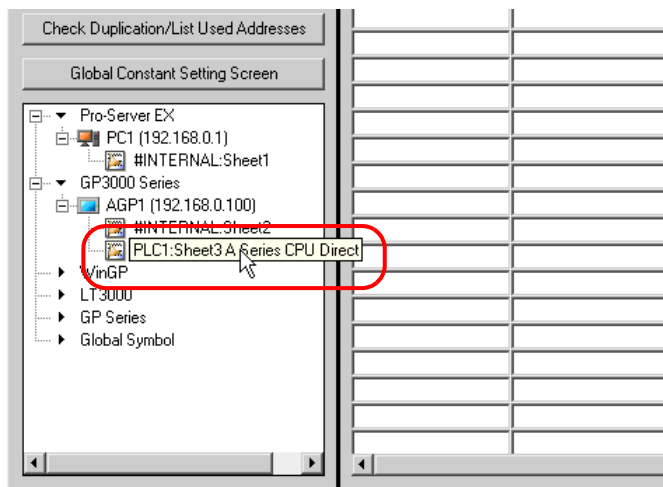 Check Duplication/List Used Addresses
Global Constant Setting Screen
Pro-Server EX
PC1 (192.168.0.1)
#INTERNAL:Sheet1
GP3000 Series
AGP1 (192.168.0.100)
#INTERNAL:Sheet2
PLC1:Sheet3 A Series CPU Direct
WinGP
LT3000
GP Series
Global Symbol